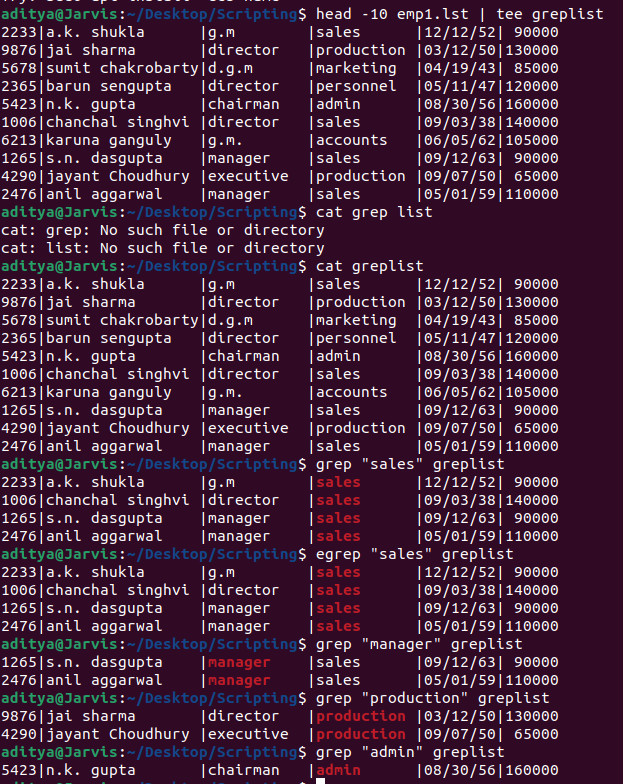 aditya@Jarvis:~/Desktop/Scripting$ head -10 emp1.lst | tee greplist
2233|a.k. shukla      |g.m        |sales     |12/12/52| 90000
9876|jai sharma       |director   |production |03/12/50|130000
5678|sumit chakrobarty|d.g.m      |marketing |04/19/43| 85000
2365|barun sengupta   |director   |personnel |05/11/47|120000
5423|n.k. gupta       |chairman   |admin     |08/30/56|160000
1006|chanchal singhvi |director   |sales     |09/03/38|140000
6213|karuna ganguly   |g.m.       |accounts  |06/05/62|105000
1265|s.n. dasgupta    |manager    |sales     |09/12/63| 90000
4290|jayant Choudhury |executive  |production |09/07/50| 65000
2476|anil aggarwal    |manager    |sales     |05/01/59|110000
aditya@Jarvis:~/Desktop/Scripting$ cat grep list
cat: grep: No such file or directory
cat: list: No such file or directory
aditya@Jarvis:~/Desktop/Scripting$ cat greplist
2233|a.k. shukla      |g.m        |sales     |12/12/52| 90000
9876|jai sharma       |director   |production |03/12/50|130000
5678|sumit chakrobarty|d.g.m      |marketing |04/19/43| 85000
2365|barun sengupta   |director   |personnel |05/11/47|120000
5423|n.k. gupta       |chairman   |admin     |08/30/56|160000
1006|chanchal singhvi |director   |sales     |09/03/38|140000
6213|karuna ganguly   |g.m.       |accounts  |06/05/62|105000
1265|s.n. dasgupta    |manager    |sales     |09/12/63| 90000
4290|jayant Choudhury |executive  |production |09/07/50| 65000
2476|anil aggarwal    |manager    |sales     |05/01/59|110000
aditya@Jarvis:~/Desktop/Scripting$ grep "sales" greplist
2233|a.k. shukla      |g.m        |sales     |12/12/52| 90000
1006|chanchal singhvi |director   |sales     |09/03/38|140000
1265|s.n. dasgupta    |manager    |sales     |09/12/63| 90000
2476|anil aggarwal    |manager    |sales     |05/01/59|110000
aditya@Jarvis:~/Desktop/Scripting$ egrep "sales" greplist
2233|a.k. shukla      |g.m        |sales     |12/12/52| 90000
1006|chanchal singhvi |director   |sales     |09/03/38|140000
1265|s.n. dasgupta    |manager    |sales     |09/12/63| 90000
2476|anil aggarwal    |manager    |sales     |05/01/59|110000
aditya@Jarvis:~/Desktop/Scripting$ grep "manager" greplist
1265|s.n. dasgupta    |manager    |sales     |09/12/63| 90000
2476|anil aggarwal    |manager    |sales     |05/01/59|110000
aditya@Jarvis:~/Desktop/Scripting$ grep "production" greplist
9876|jai sharma       |director   |production |03/12/50|130000
4290|jayant Choudhury |executive  |production |09/07/50| 65000
aditya@Jarvis:~/Desktop/Scripting$ grep "admin" greplist
5423|n.k. gupta       |chairman   |admin     |08/30/56|160000